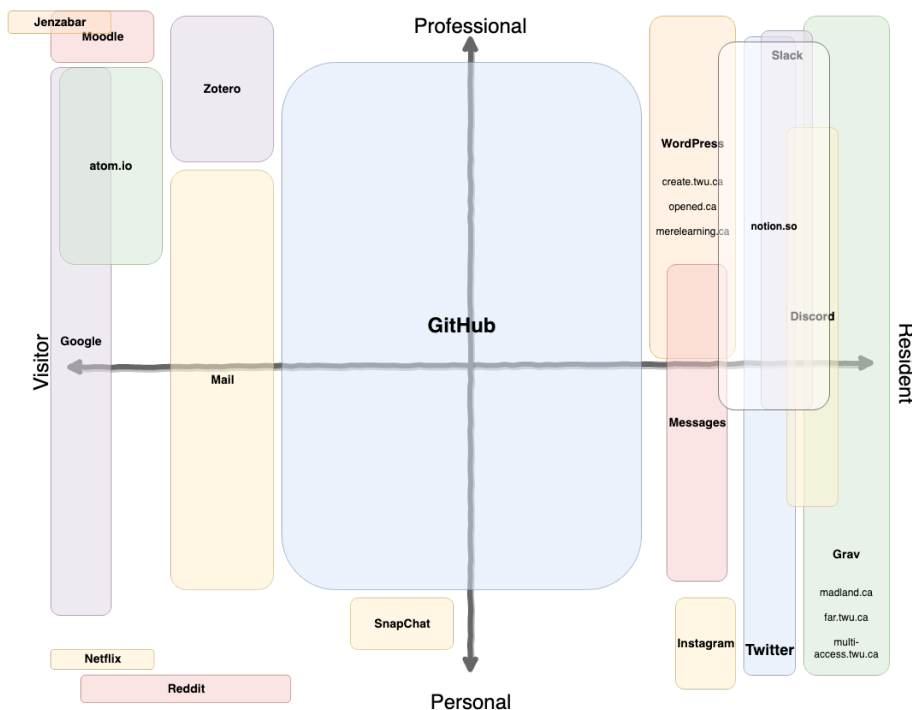 Jenzabar
Professional
Moodle
Slack
Zotero
WordPress
atom.io
create.twu.ca
opened.ca
notion.so
merelearning.ca
Discord
GitHub
Google
Visitor
Resident
Mail
Messages
Grav
madland.ca
far.twu.ca
SnapChat
Instagram
Twitter
multi-
access.twu.ca
Netflix
Reddit
Personal